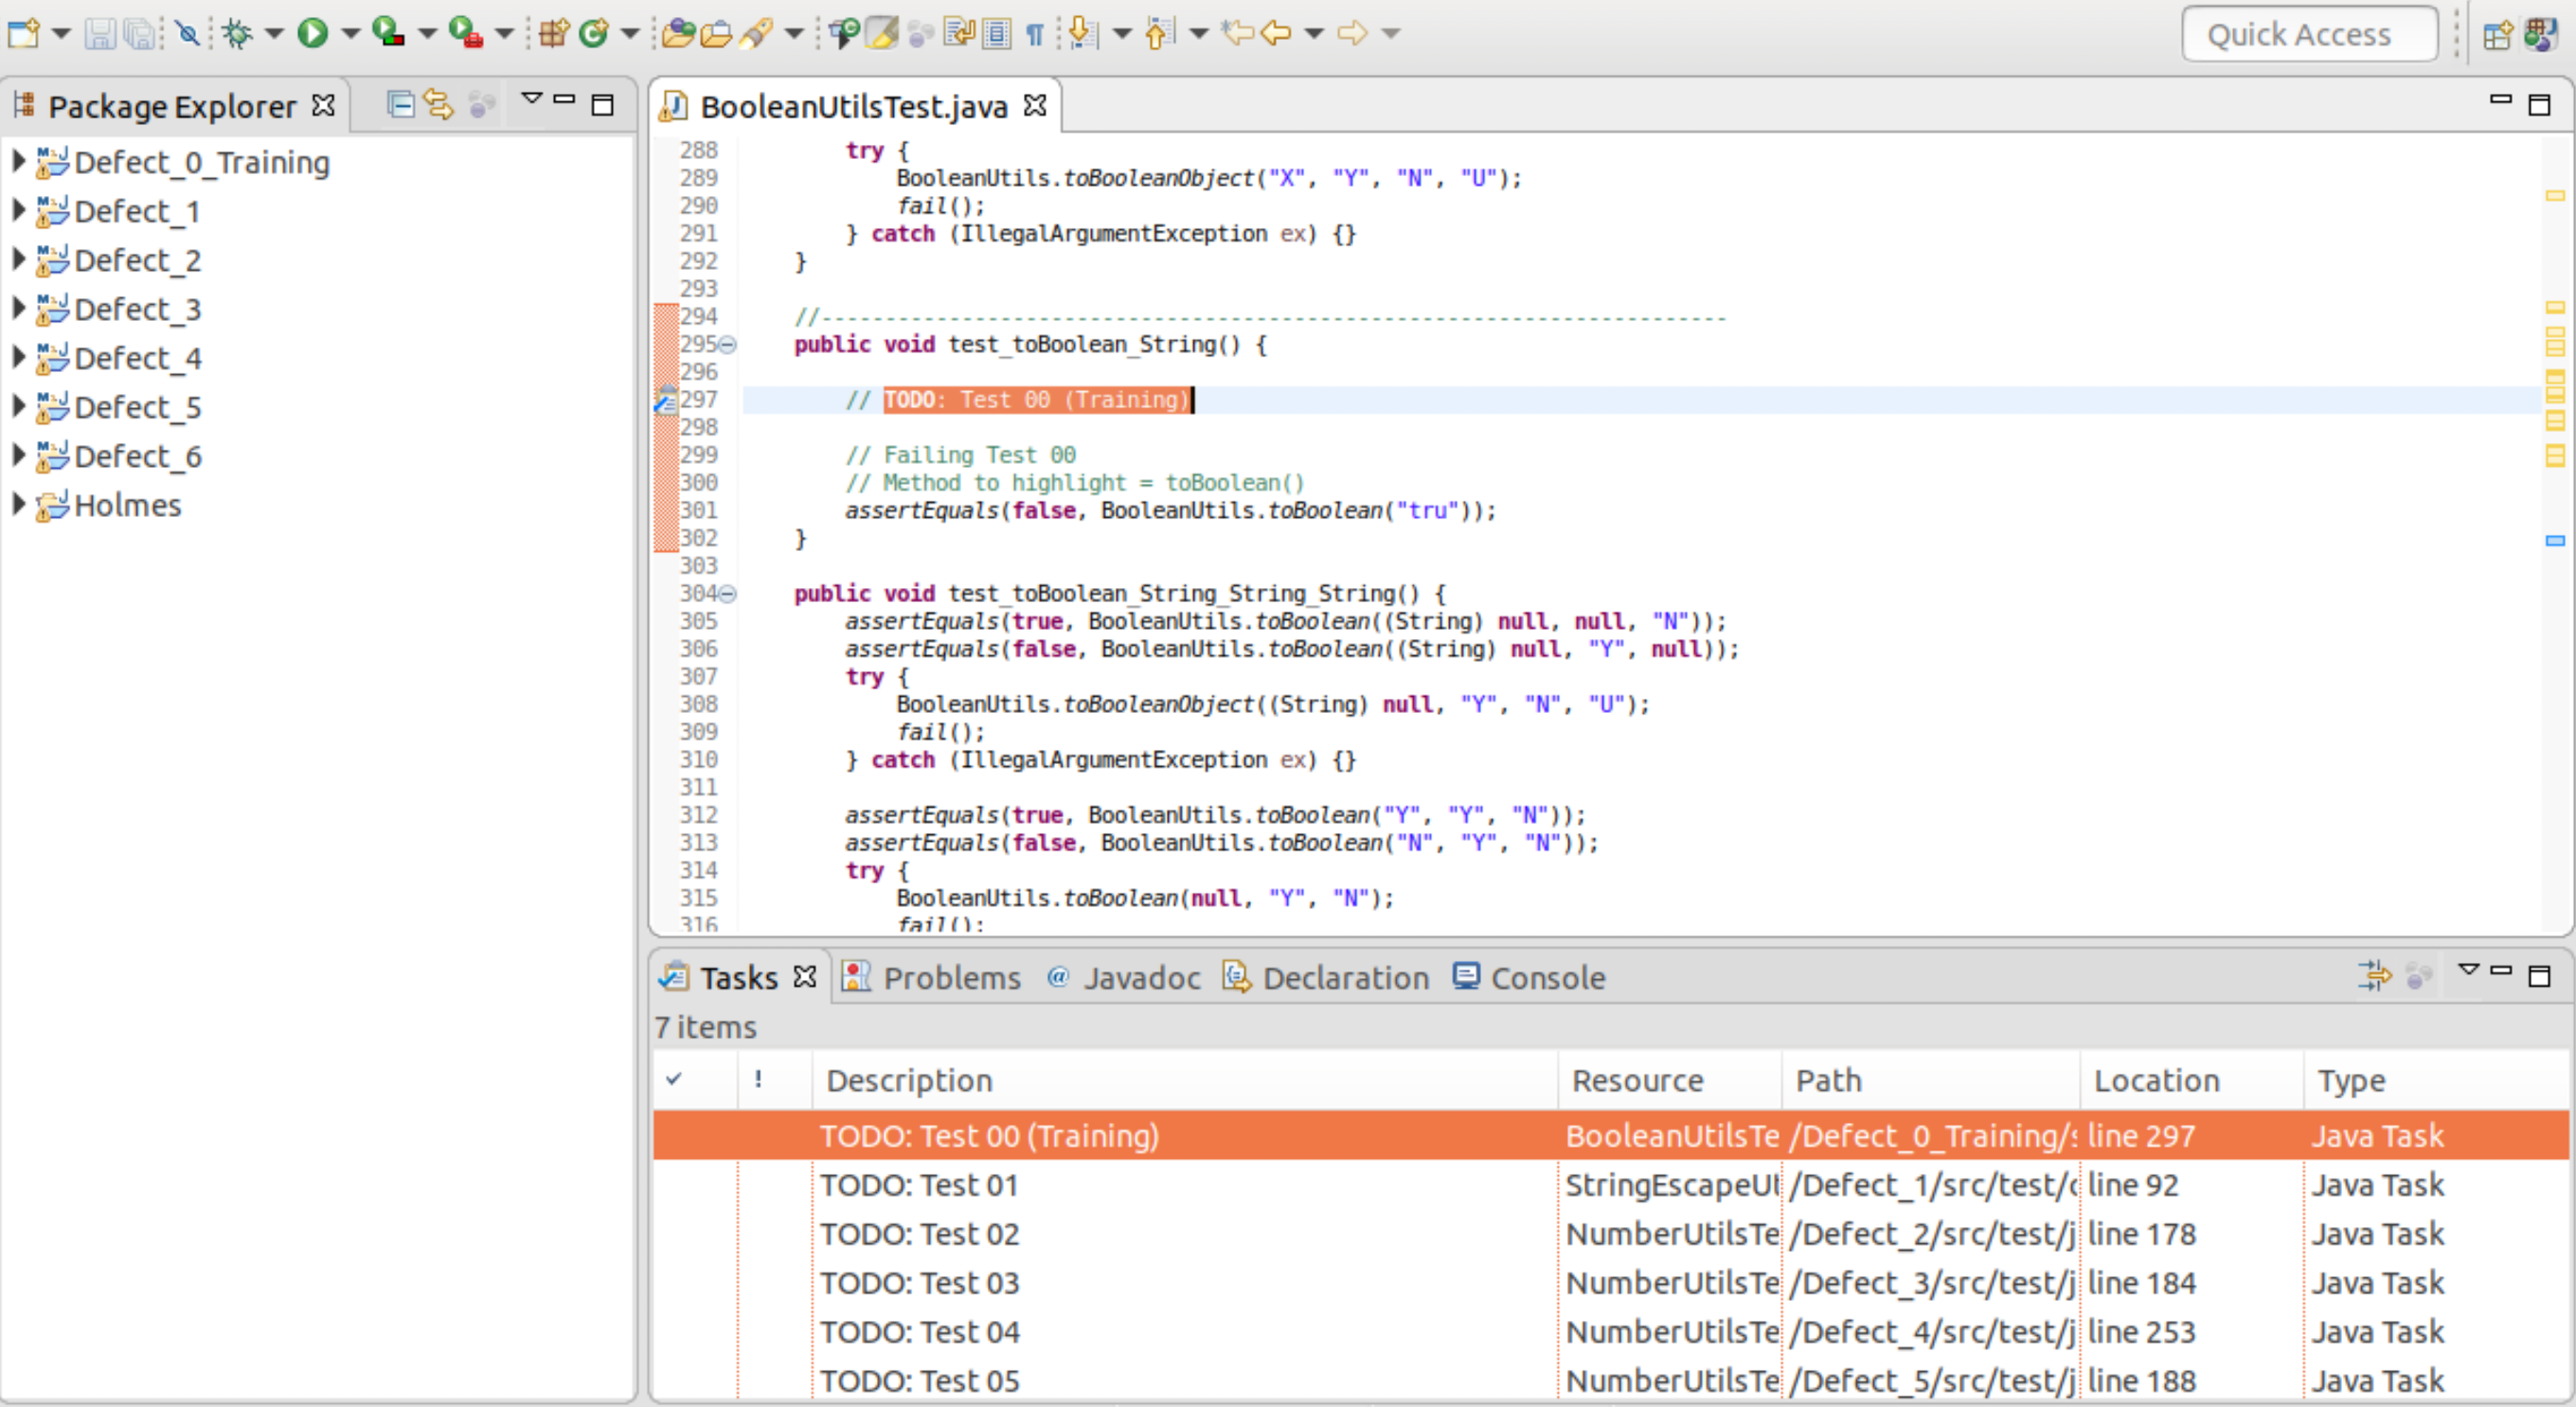 Quick Access
Package Explorer
Defect_0_Training
Defect_1
Defect_2
Defect_3
Defect_4
Defect_5
Defect_6
Holmes
BooleanUtilsTest.java
288 try {
289 BooleanUtils.toBooleanObject("X", "Y", "N", "U");
290 fail();
291 } catch (IllegalArgumentException ex) {}
292 }
293
294 //-----------------------------------------------------------------------
295 public void test_toBoolean_String() {
296
297 // TODO: Test 00 (Training)
298
299 // Failing Test 00
300 // Method to highlight = toBoolean()
301 assertEquals(false, BooleanUtils.toBoolean("tru"));
302 }
303
304 public void test_toBoolean_String_String_String() {
305 assertEquals(true, BooleanUtils.toBoolean((String) null, null, "N"));
306 assertEquals(false, BooleanUtils.toBoolean((String) null, "Y", null));
307 try {
308 BooleanUtils.toBooleanObject((String) null, "Y", "N", "U");
309 fail();
310 } catch (IllegalArgumentException ex) {}
311
312 assertEquals(true, BooleanUtils.toBoolean("Y", "Y", "N"));
313 assertEquals(false, BooleanUtils.toBoolean("N", "Y", "N"));
314 try {
315 BooleanUtils.toBoolean(null, "Y", "N");
316 fail();
Tasks Problems @ Javadoc Declaration Console
7 items
! Description Resource Path Location Type
TODO: Test 00 (Training) BooleanUtilsTe /Defect_0_Training/s line 297 Java Task
TODO: Test 01 StringEscapeUt /Defect_1/src/test/c line 92 Java Task
TODO: Test 02 NumberUtilsTe /Defect_2/src/test/j line 178 Java Task
TODO: Test 03 NumberUtilsTe /Defect_3/src/test/j line 184 Java Task
TODO: Test 04 NumberUtilsTe /Defect_4/src/test/j line 253 Java Task
TODO: Test 05 NumberUtilsTe /Defect_5/src/test/j line 188 Java Task